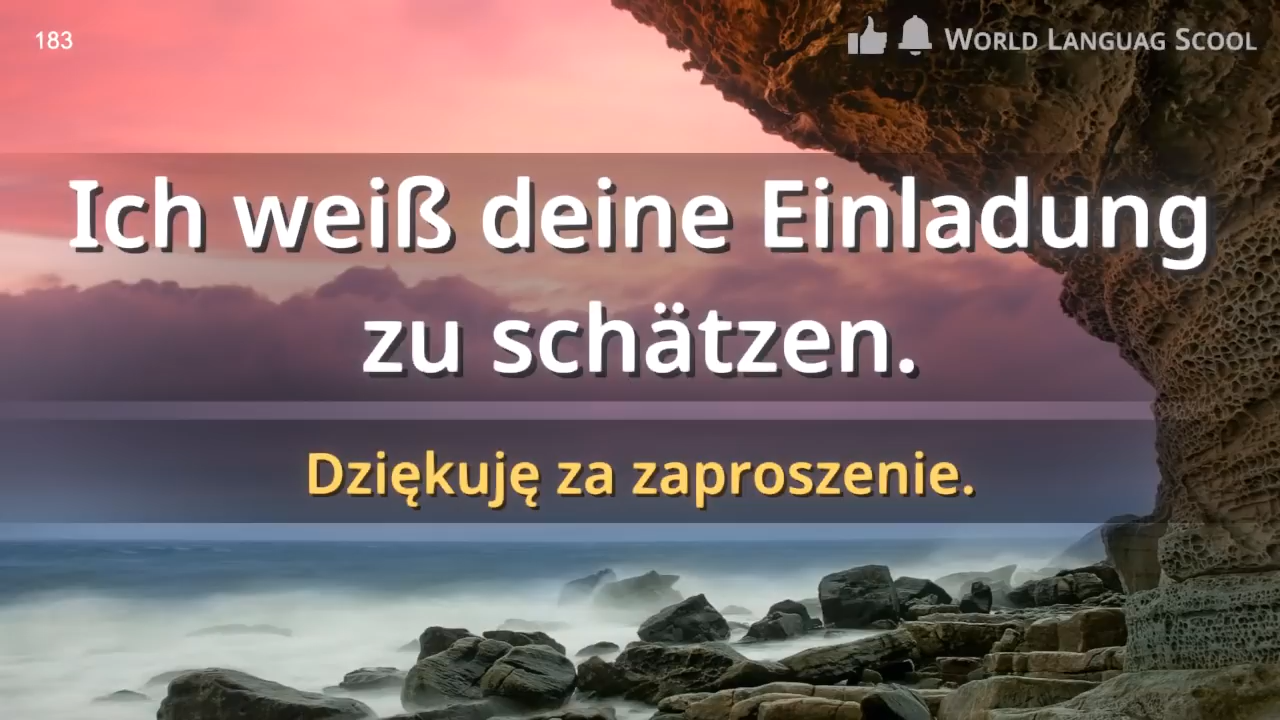 183
World Languag Scool
Ich weiß deine Einladung
zu schätzen.
Dziękuję za zaproszenie.